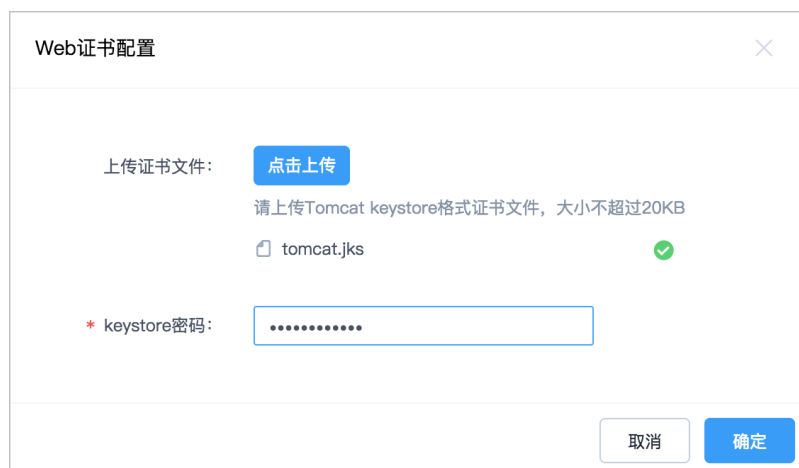 Web证书配置
上传证书文件：
点击上传
请上传Tomcat keystore格式证书文件，大小不超过20KB
tomcat.jks
* keystore密码：
••••••••••••
取消
确定